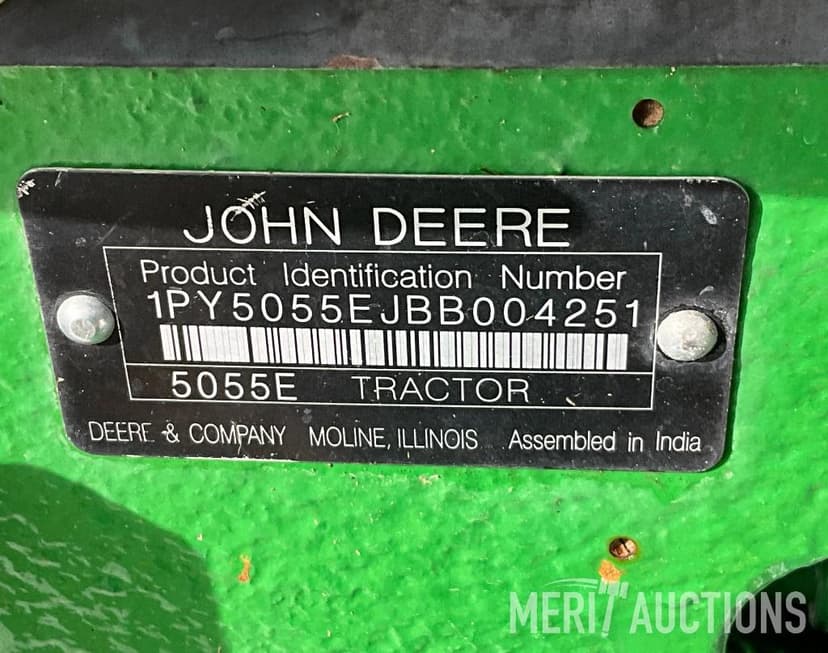 JOHN DEERE
Product Identification Number
1PY5055EJBB004251
5055E TRACTOR
DEERE & COMPANY MOLINE, ILLINOIS Assembled in India
MERIT AUCTIONS